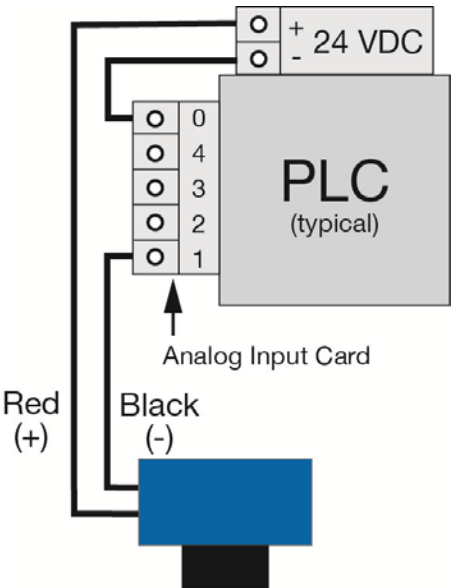 +
- 24 VDC
0
4
3
2
1
PLC
(typical)
Analog Input Card
Red
(+)
Black
(-)